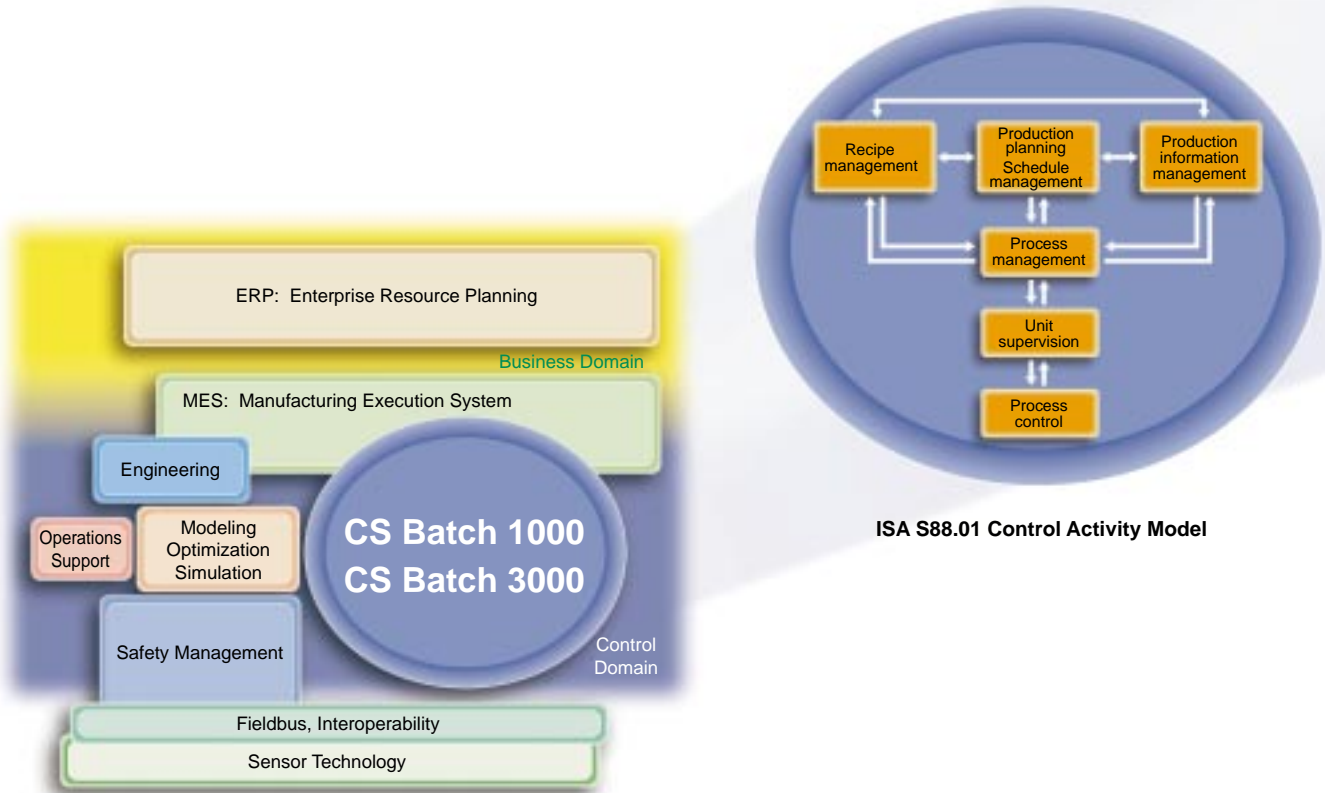 Recipe
management
Production
planning
Schedule
management
Production
information
management
Process
management
Unit
supervision
Process
control
ISA S88.01 Control Activity Model
ERP: Enterprise Resource Planning
Business Domain
MES: Manufacturing Execution System
Engineering
Operations
Support
Modeling
Optimization
Simulation
CS Batch 1000
CS Batch 3000
Safety Management
Control
Domain
Fieldbus, Interoperability
Sensor Technology